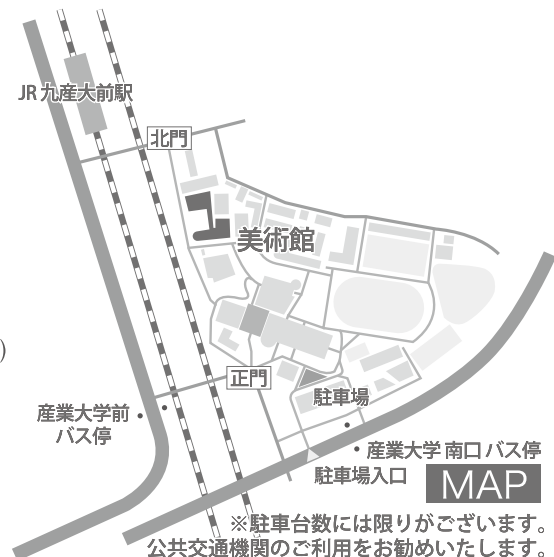 JR 九産大前駅
北門
美術館
)
正門
産業大学前
バス停
駐車場
産業大学 南口 バス停
駐車場入口
MAP
※駐車台数には限りがございます。
公共交通機関のご利用をお勧めいたします。